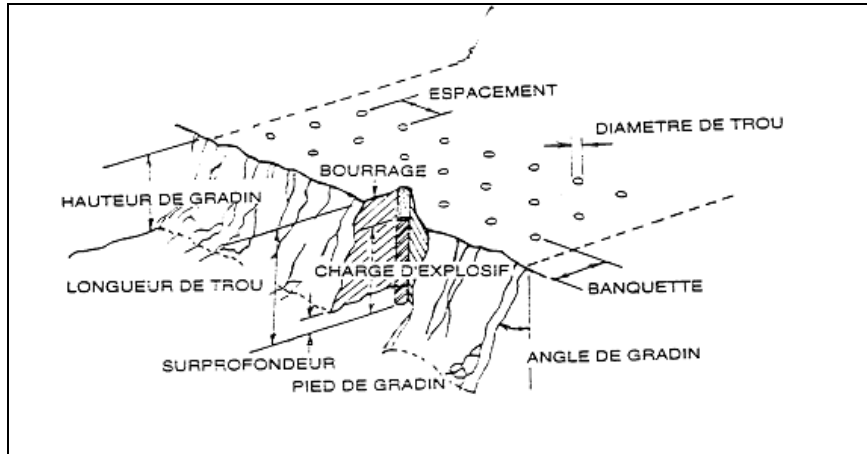 ESPACEMENT
DIAMETRE DE TROU
BOURRAGE
HAUTEUR DE GRADIN
CHARGE D'EXPLOSIF
LONGUEUR DE TROU
BANQUETTE
SURPROFONDEUR
ANGLE DE GRADIN
PIED DE GRADIN